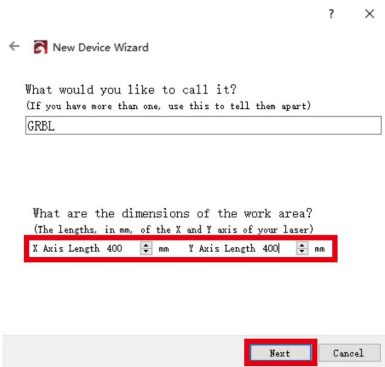 ?
New Device Wizard
What would you like to call it?
(If you have more than one, use this to tell them apart)
GRBL
What are the dimensions of the work area?
(The lengths, in mm, of the X and Y axis of your laser)
X Axis Length 400 mm Y Axis Length 400 mm
Next Cancel